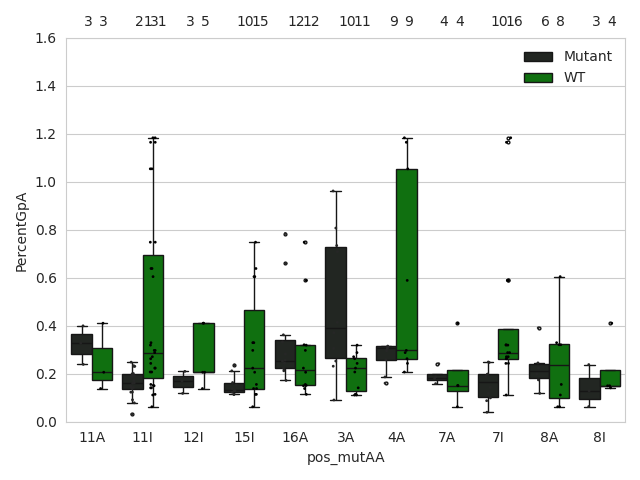 3 3 2131 3 5 1015 1212 1011 9 9 4 4 1016 6 8 3 4
1.6
1.4
1.2
1.0
0.8
0.6
0.4
0.2
0.0
PercentGpA
Mutant
WT
11A 11I 12I 15I 16A 3A 4A 7A 7I 8A 8I
pos_mutAA